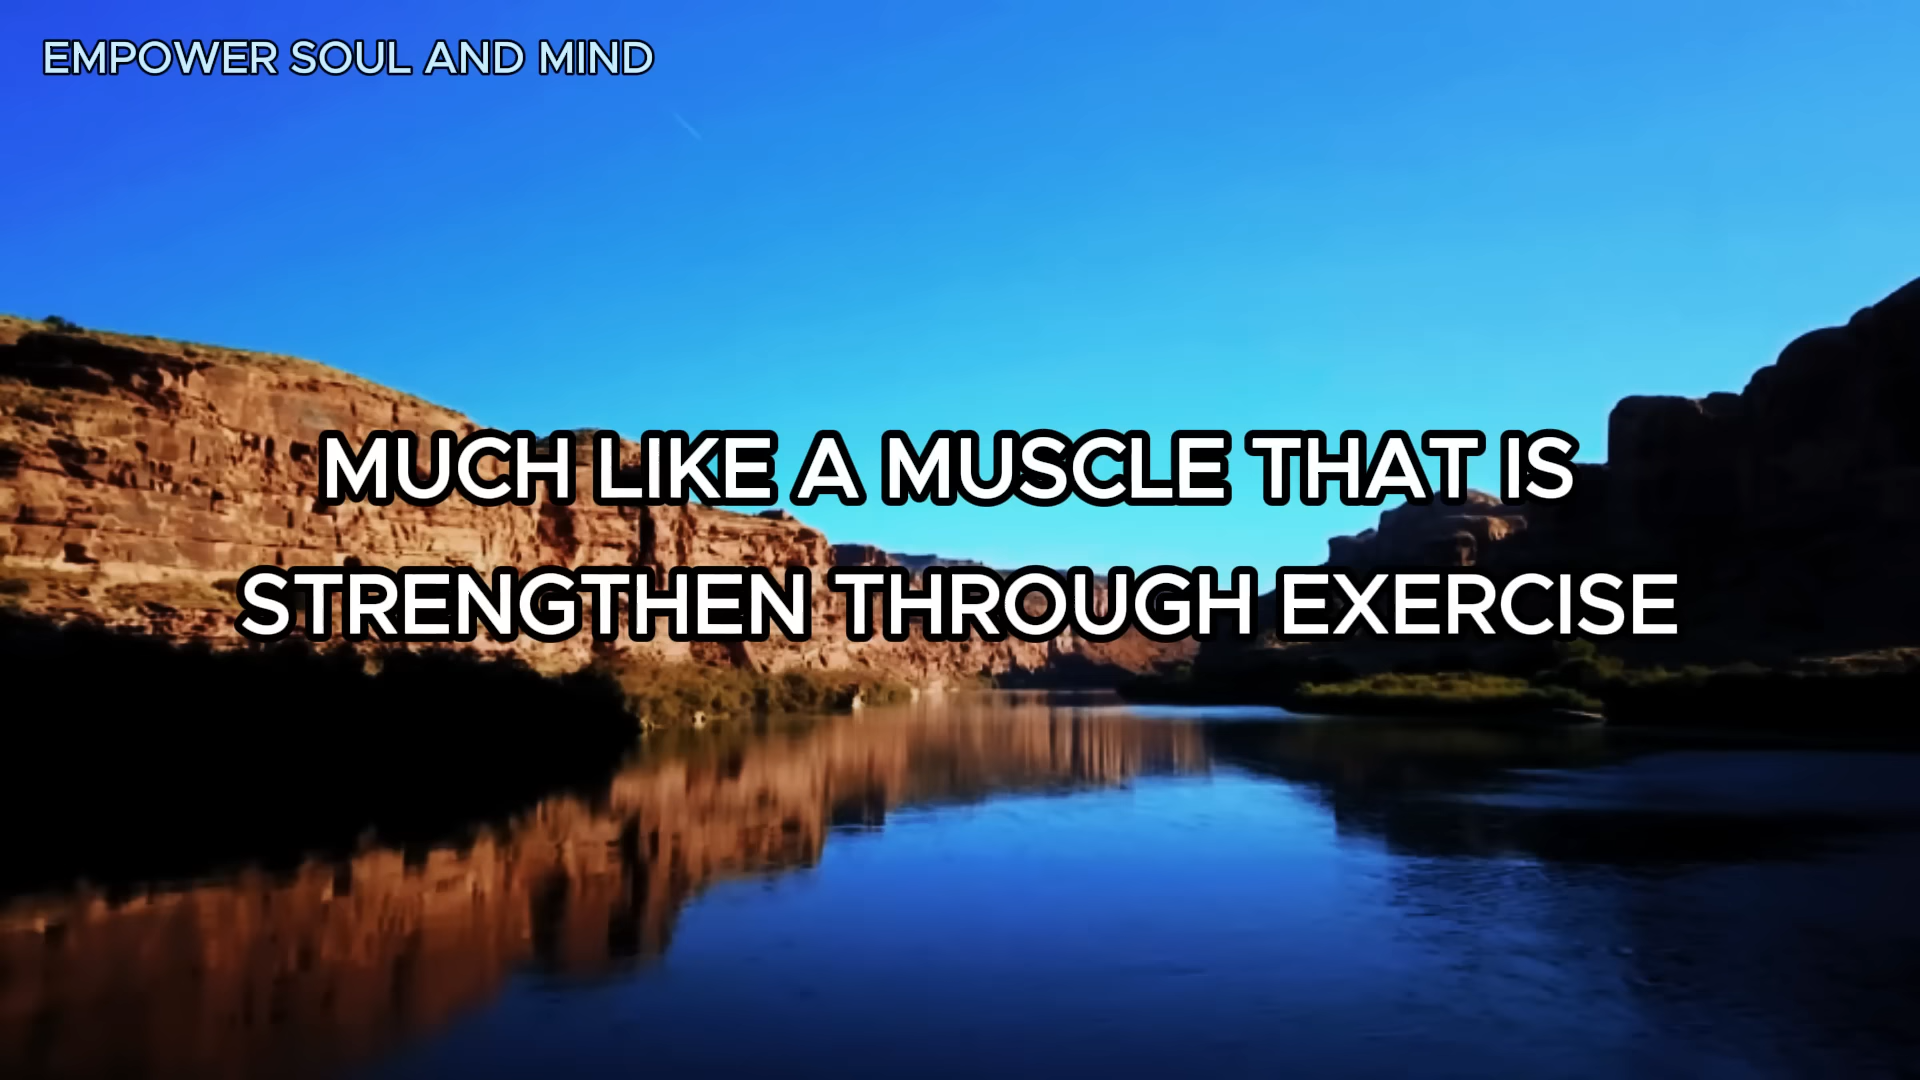 EMPOWER SOUL AND MIND
MUCH LIKE A MUSCLE THAT IS
STRENGTHEN THROUGH EXERCISE